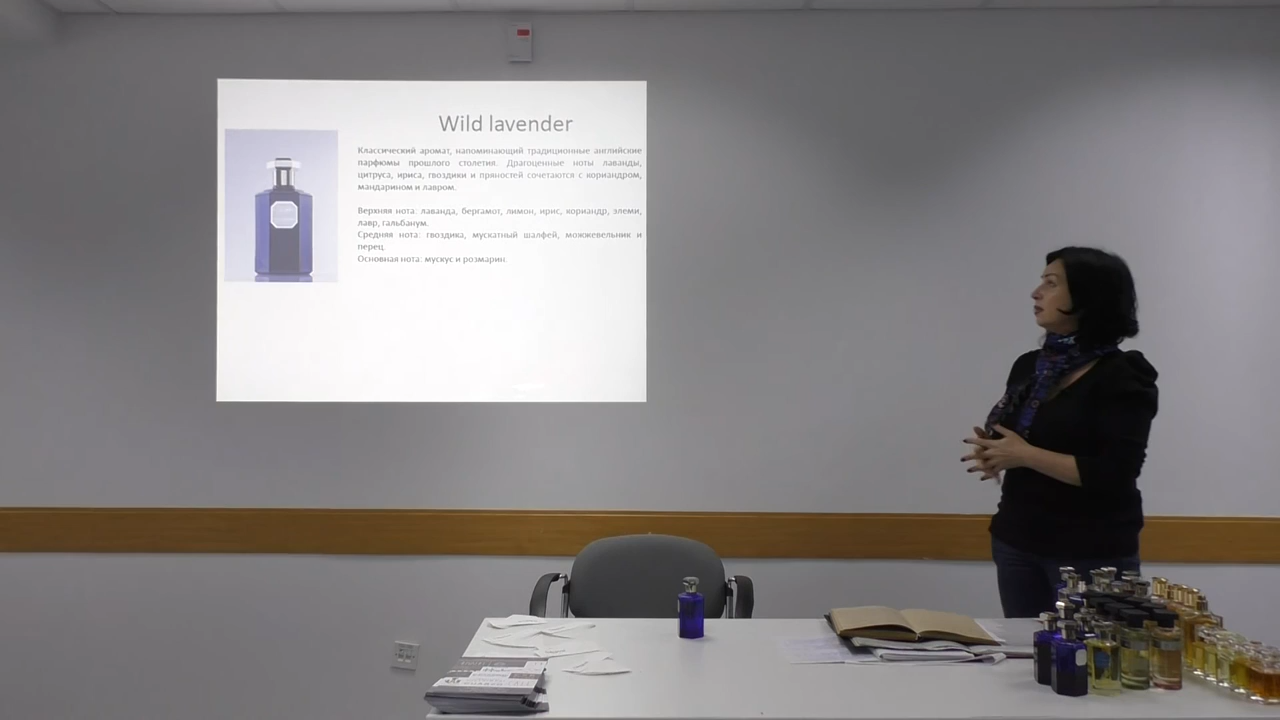 Wild lavender
Классический аромат, напоминающий традиционные английские
парфюмы прошлого столетия. Драгоценные ноты лаванды,
цитруса, ириса, гвоздики и пряностей сочетаются с кориандром,
мандарином и лавром.
Верхняя нота: лаванда, бергамот, лимон, ирис, кориандр, элеми,
лавр, гальбанум.
Средняя нота: гвоздика, мускатный шалфей, можжевельник и
перец.
Основная нота: мускус и розмарин.